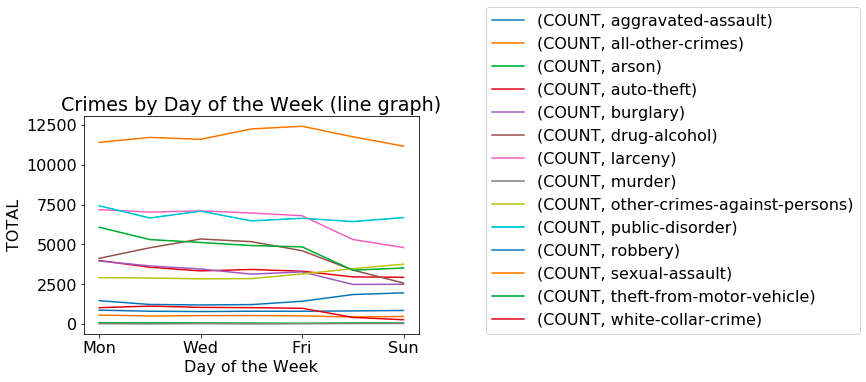 Crimes by Day of the Week (line graph)
12500
10000
7500
5000
2500
0
TOTAL
Mon
Wed
Fri
Sun
Day of the Week
(COUNT, aggravated-assault)
(COUNT, all-other-crimes)
(COUNT, arson)
(COUNT, auto-theft)
(COUNT, burglary)
(COUNT, drug-alcohol)
(COUNT, larceny)
(COUNT, murder)
(COUNT, other-crimes-against-persons)
(COUNT, public-disorder)
(COUNT, robbery)
(COUNT, sexual-assault)
(COUNT, theft-from-motor-vehicle)
(COUNT, white-collar-crime)